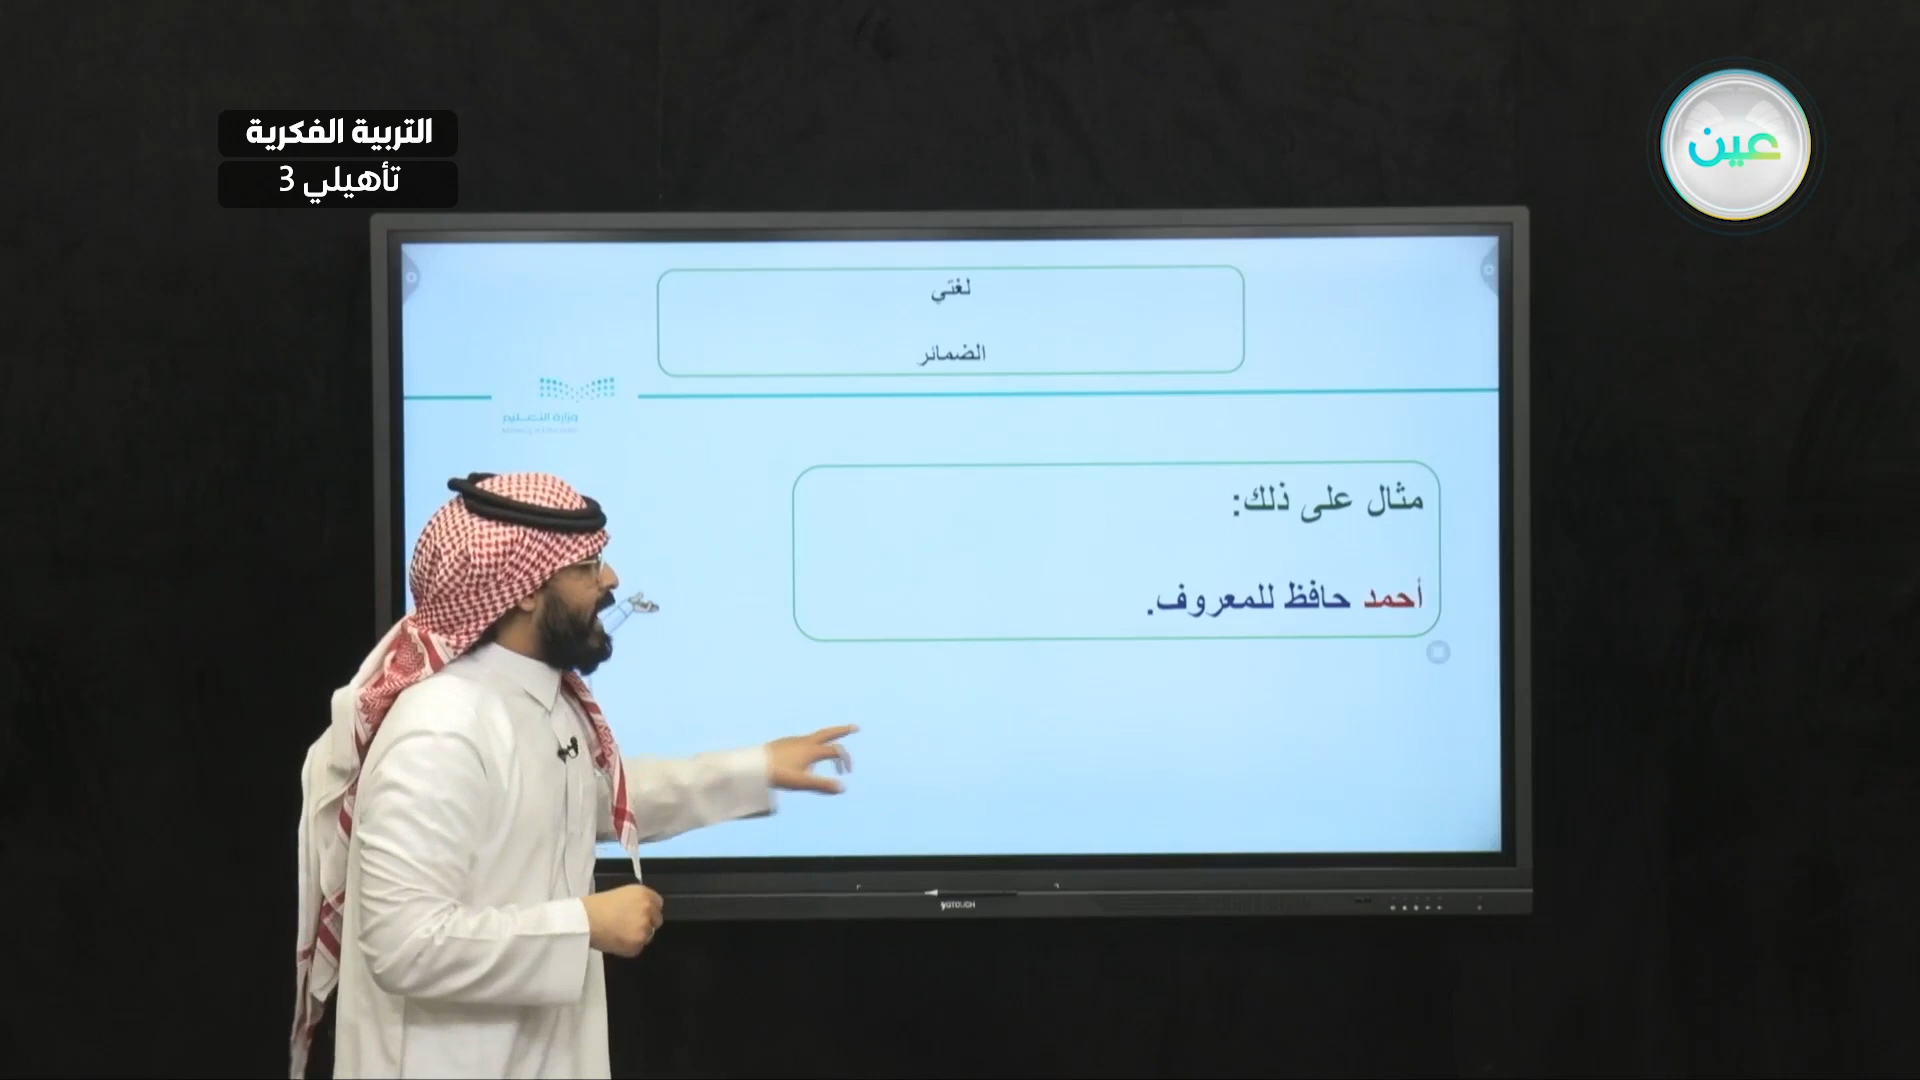 التربية الفكرية
تأهيلي 3
عين
لغتي
الضمائر
وزارة التعليم
مثال على ذلك:
أحمد حافظ للمعروف.